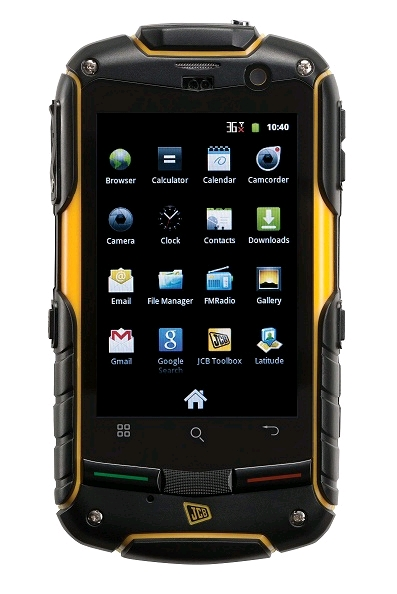 3G 10:40
Browser Calculator Calendar Camcorder
Camera Clock Contacts Downloads
Email File Manager FMRadio Gallery
Gmail Google Search JCB Toolbox Latitude
JCB